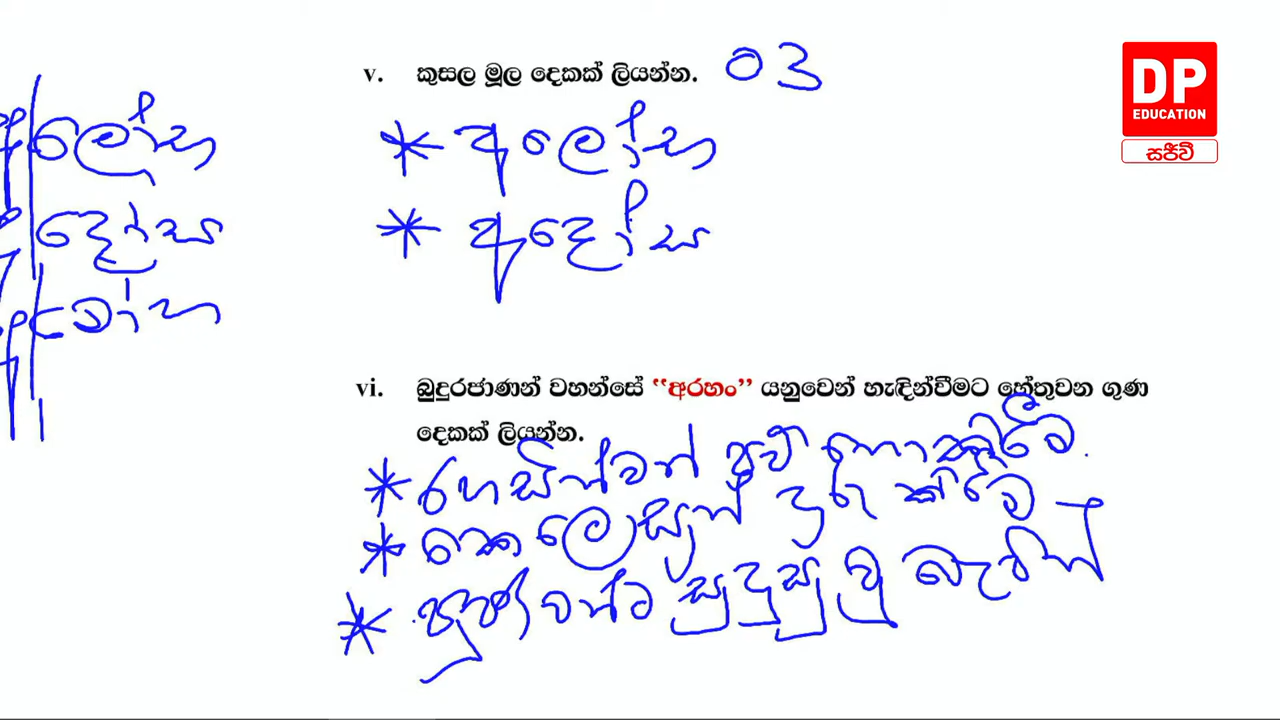 v. කුසල මූල දෙකක් ලියන්න. 03
* අලෝභ
* අදෝස
ලෝභ
දෝස
මෝහ
vi. බුදුරජාණන් වහන්සේ “අරහං” යනුවෙන් හැඳින්වීමට හේතුවන ගුණ
දෙකක් ලියන්න.
* රහසින්වත් පව් නොකිරීම.
* කෙලෙසුන් දුරු කිරීම
* පූජාවන්ට සුදුසු වූ බැවින්
DP
EDUCATION
සජීවී